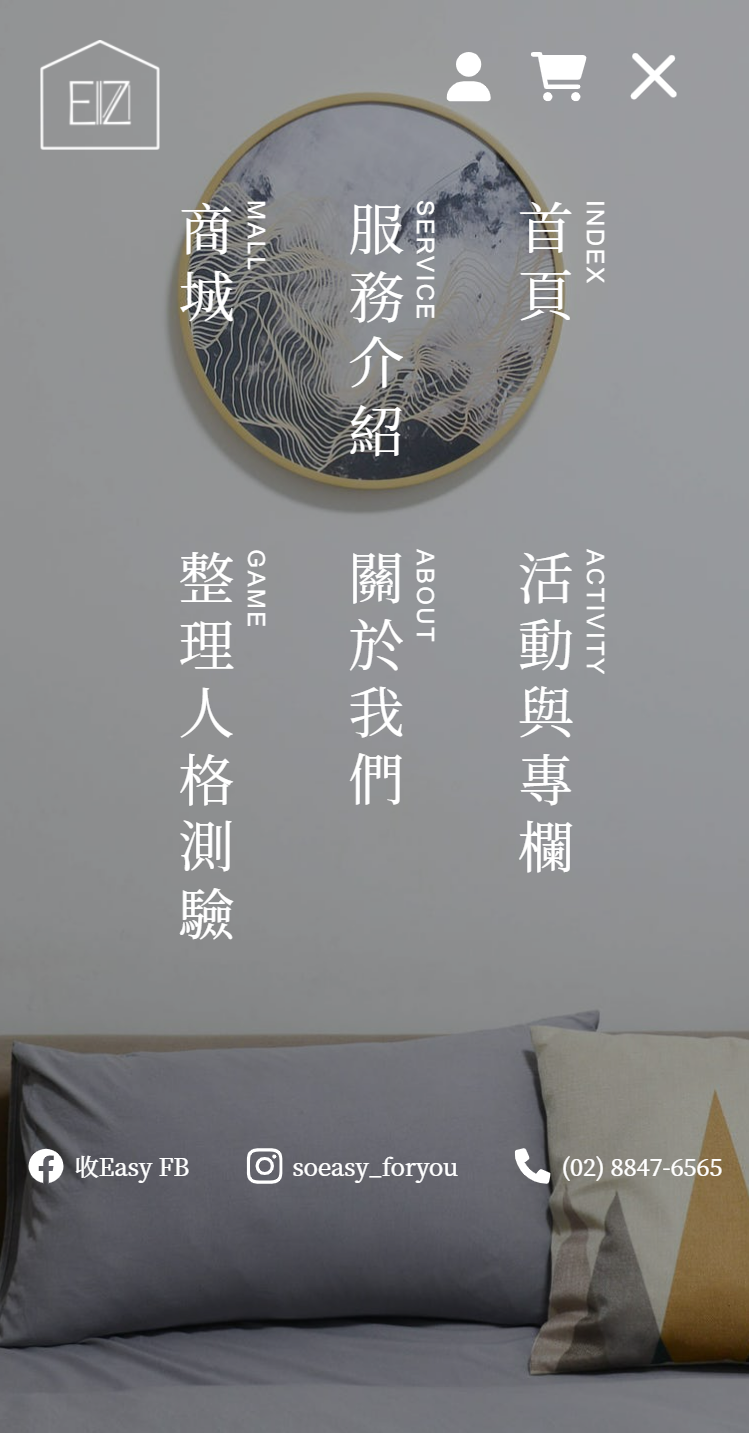 EIZ
首頁
INDEX
服務介紹
SERVICE
商城
MALL
活動與專欄
ACTIVITY
關於我們
ABOUT
整理人格測驗
GAME
收Easy FB
soeasy_foryou
(02) 8847-6565